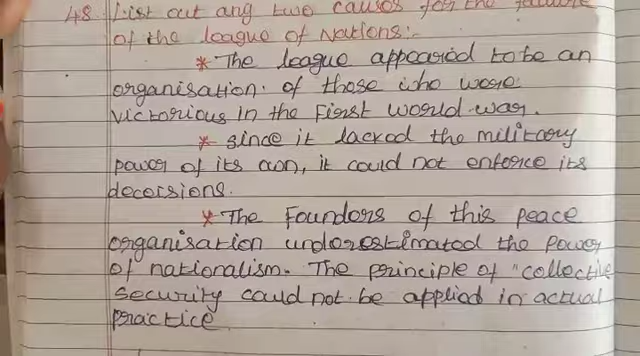 48. List out any two causes for the failure
of the league of Nations:-
* The league appeared to be an
organisation. of those who were
victorious in the First world war.
* since it lacked the military
power of its own, it could not enforce its
decersions.
* The Founders of this peace
organisation underestimated the power
of nationalism. The principle of "collective
security could not be applied in actual
practice